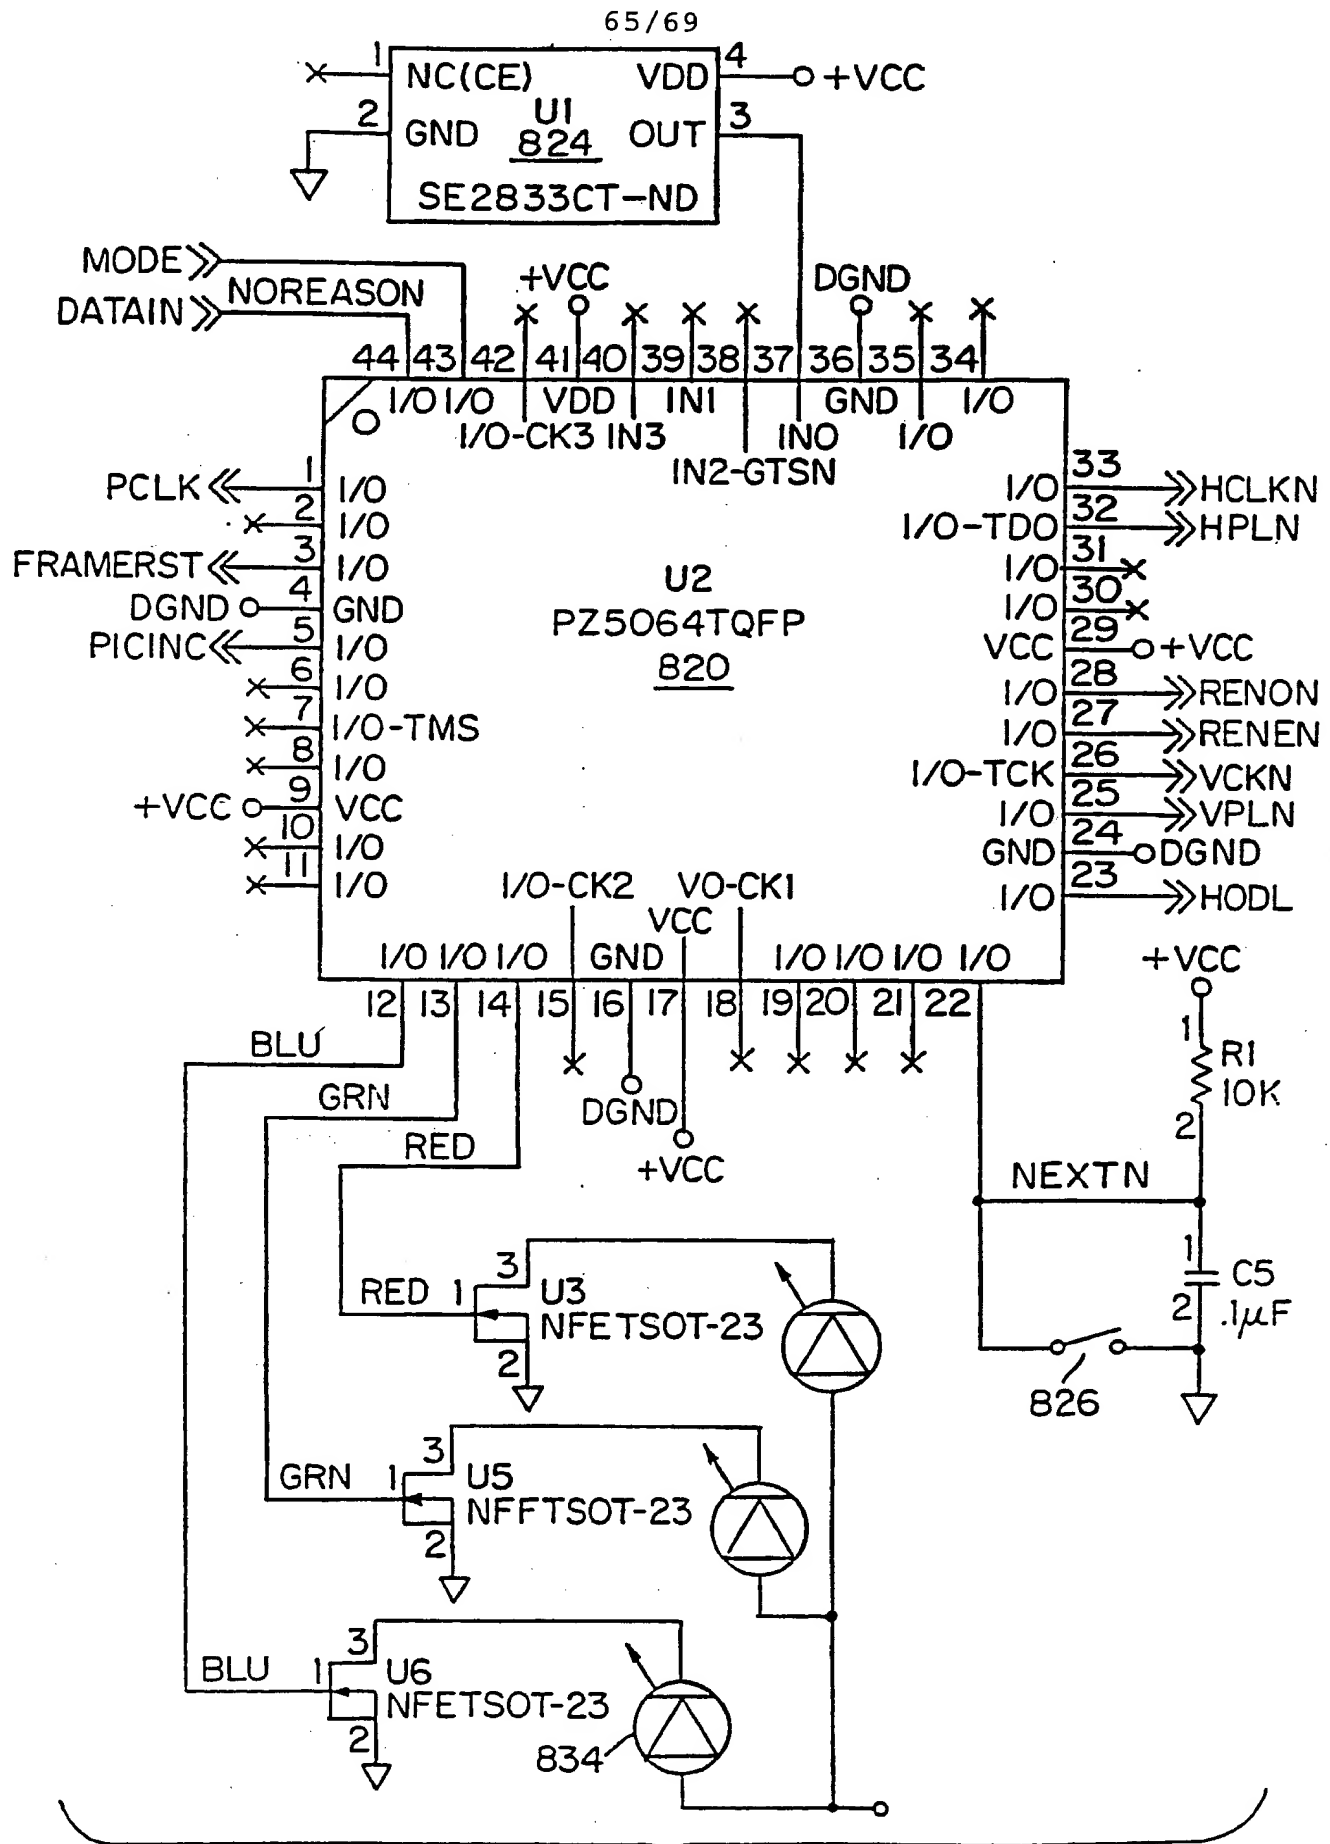 65/69
1 NC(CE) VDD 4 +VCC
2 GND U1 OUT 3
824
SE2833CT-ND
MODE
DATAIN NOREASON +VCC DGND
44 43 42 41 40 39 38 37 36 35 34
I/O I/O VDD IN1 GND I/O
I/O-CK3 IN3 IN0 I/O
IN2-GTSN
PCLK 1 I/O I/O 33 HCLKN
2 I/O I/O-TDO 32 HPLN
FRAMERST 3 I/O I/O 31
DGND 4 GND I/O 30
PICINC 5 I/O VCC 29 +VCC
6 I/O I/O 28 RENON
7 I/O-TMS I/O 27 RENEN
8 I/O I/O-TCK 26 VCKN
+VCC 9 VCC I/O 25 VPLN
10 I/O GND 24 DGND
11 I/O I/O 23 HODL
U2
PZ5064TQFP
820
I/O-CK2 VO-CK1
VCC
I/O I/O I/O GND I/O I/O I/O I/O
12 13 14 15 16 17 18 19 20 21 22
BLU
GRN
RED
DGND
+VCC
+VCC
1 R1
10K
2
NEXTN
1 C5
2 .1µF
826
RED 1 3 U3
NFETSOT-23
2
GRN 1 3 U5
NFFTSOT-23
2
BLU 1 3 U6
NFETSOT-23
2
834